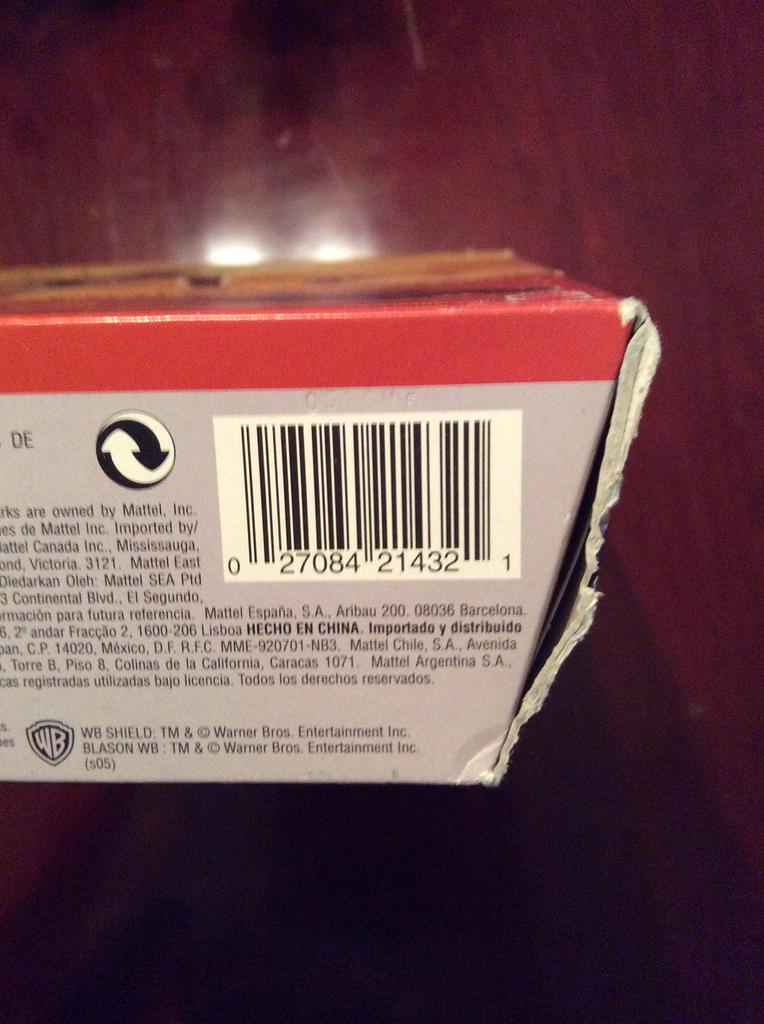 DE
rks are owned by Mattel, Inc.
es de Mattel Inc. Imported by/
attel Canada Inc., Mississauga,
ond, Victoria. 3121. Mattel East
Diedarkan Oleh: Mattel SEA Ptd
3 Continental Blvd., El Segundo,
ormación para futura referencia. Mattel España, S.A., Aribau 200. 08036 Barcelona.
6, 2º andar Fracção 2, 1600-206 Lisboa HECHO EN CHINA. Importado y distribuido
pan, C.P. 14020, México, D.F. R.F.C. MME-920701-NB3. Mattel Chile, S.A., Avenida
, Torre B, Piso 8, Colinas de la California, Caracas 1071. Mattel Argentina S.A.,
cas registradas utilizadas bajo licencia. Todos los derechos reservados.
0 27084 21432 1
s.
es
WB
WB SHIELD: TM & © Warner Bros. Entertainment Inc.
BLASON WB : TM & © Warner Bros. Entertainment Inc.
(s05)